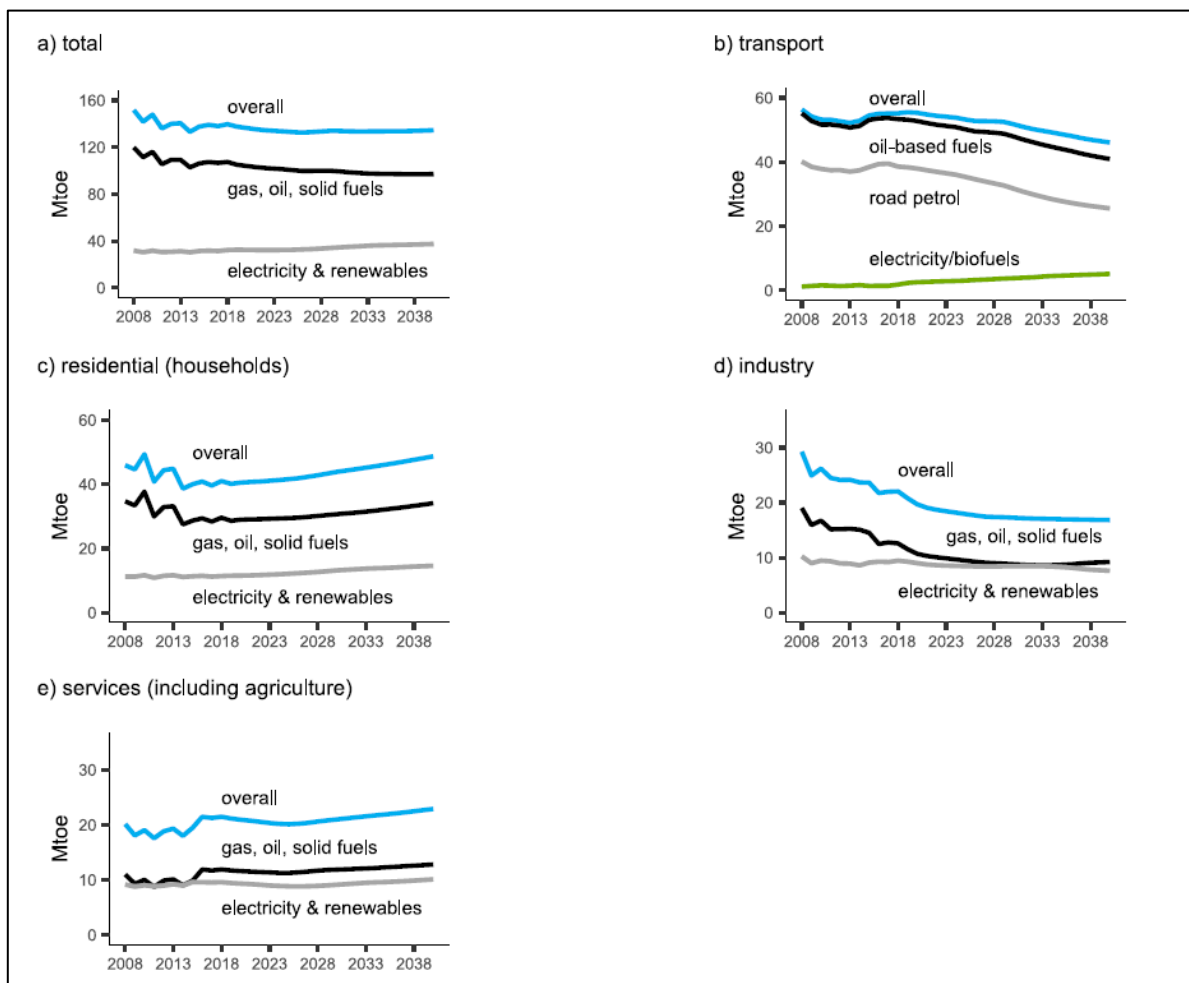 a) total
b) transport
Mtoe
160
120
80
40
0
overall
gas, oil, solid fuels
electricity & renewables
2008 2013 2018 2023 2028 2033 2038
Mtoe
60
40
20
0
overall
oil-based fuels
road petrol
electricity/biofuels
2008 2013 2018 2023 2028 2033 2038
c) residential (households)
d) industry
Mtoe
60
40
20
0
overall
gas, oil, solid fuels
electricity & renewables
2008 2013 2018 2023 2028 2033 2038
Mtoe
30
20
10
0
overall
gas, oil, solid fuels
electricity & renewables
2008 2013 2018 2023 2028 2033 2038
e) services (including agriculture)
Mtoe
30
20
10
0
overall
gas, oil, solid fuels
electricity & renewables
2008 2013 2018 2023 2028 2033 2038